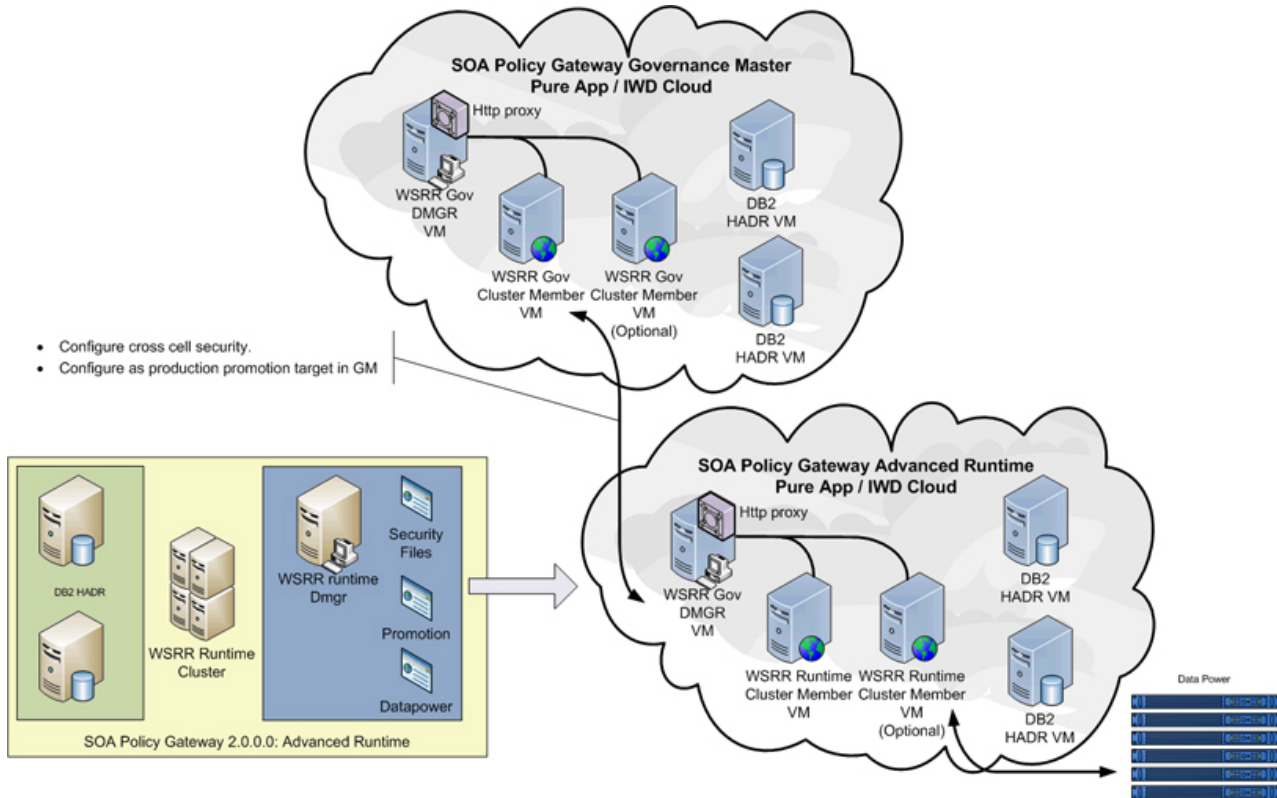 SOA Policy Gateway Governance Master
Pure App / IWD Cloud
Http proxy
WSRR Gov
DMGR
VM
WSRR Gov
Cluster Member
VM
WSRR Gov
Cluster Member
VM
(Optional)
DB2
HADR VM
DB2
HADR VM
• Configure cross cell security.
• Configure as production promotion target in GM
SOA Policy Gateway Advanced Runtime
Pure App / IWD Cloud
Http proxy
WSRR Gov
DMGR
VM
WSRR Runtime
Cluster Member
VM
WSRR Runtime
Cluster Member
VM
(Optional)
DB2
HADR VM
DB2
HADR VM
Data Power
DB2 HADR
WSRR Runtime
Cluster
WSRR runtime
Dmgr
Security
Files
Promotion
Datapower
SOA Policy Gateway 2.0.0.0: Advanced Runtime